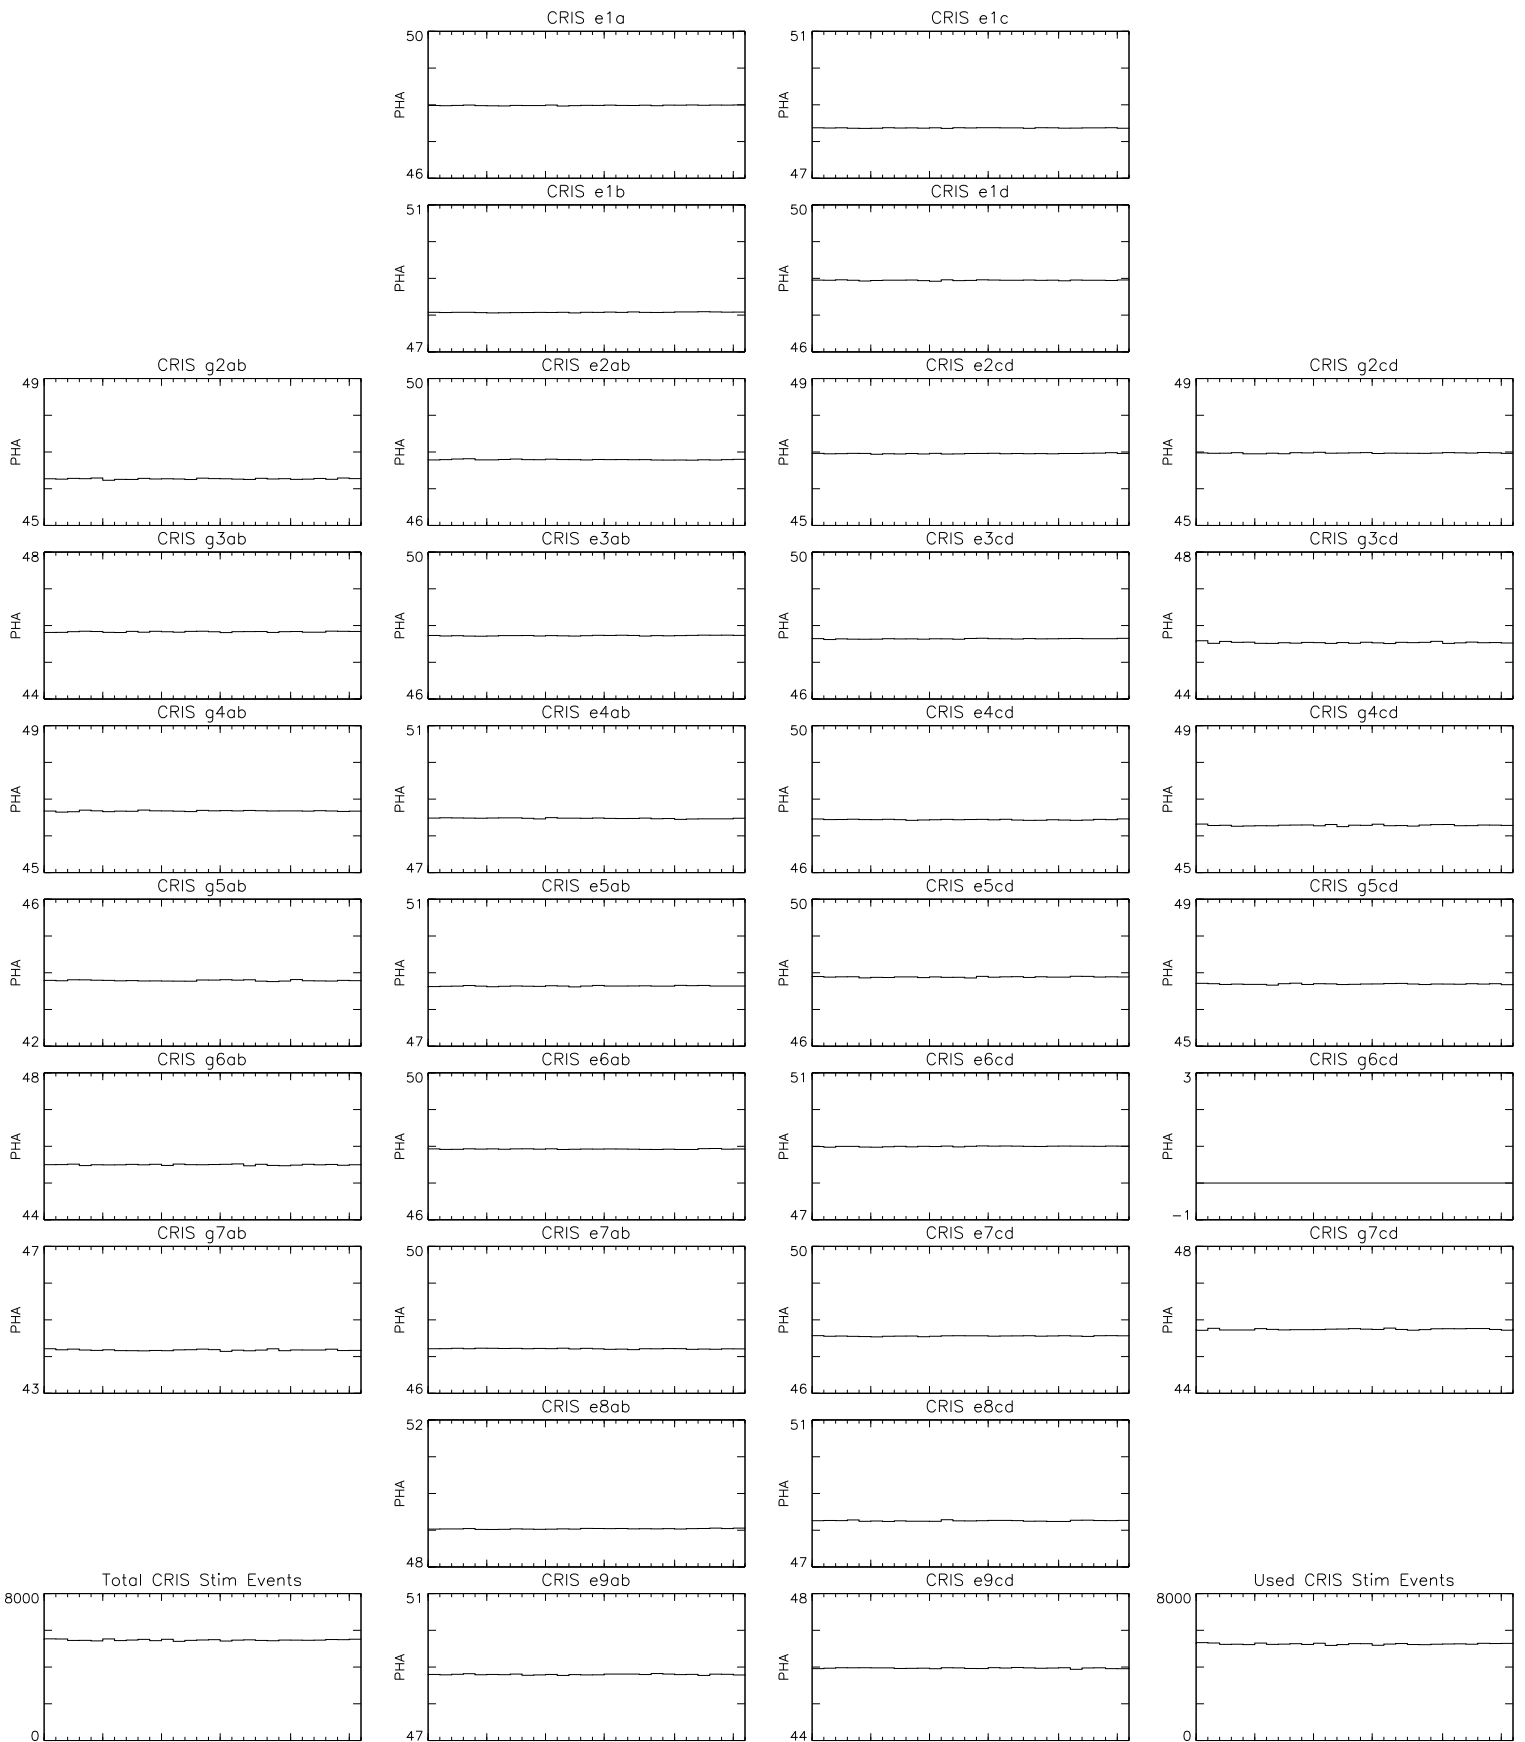 CRIS e1a
CRIS e1c
50
PHA
46
51
PHA
47
CRIS e1b
CRIS e1d
51
PHA
47
50
PHA
46
CRIS g2ab
CRIS e2ab
CRIS e2cd
CRIS g2cd
49
PHA
45
50
PHA
46
49
PHA
45
49
PHA
45
CRIS g3ab
CRIS e3ab
CRIS e3cd
CRIS g3cd
48
PHA
44
50
PHA
46
50
PHA
46
48
PHA
44
CRIS g4ab
CRIS e4ab
CRIS e4cd
CRIS g4cd
49
PHA
45
51
PHA
47
50
PHA
46
49
PHA
45
CRIS g5ab
CRIS e5ab
CRIS e5cd
CRIS g5cd
46
PHA
42
51
PHA
47
50
PHA
46
49
PHA
45
CRIS g6ab
CRIS e6ab
CRIS e6cd
CRIS g6cd
48
PHA
44
50
PHA
46
51
PHA
47
3
PHA
-1
CRIS g7ab
CRIS e7ab
CRIS e7cd
CRIS g7cd
47
PHA
43
50
PHA
46
50
PHA
46
48
PHA
44
CRIS e8ab
CRIS e8cd
52
PHA
48
51
PHA
47
Total CRIS Stim Events
CRIS e9ab
CRIS e9cd
Used CRIS Stim Events
8000
0
51
PHA
47
48
PHA
44
8000
0